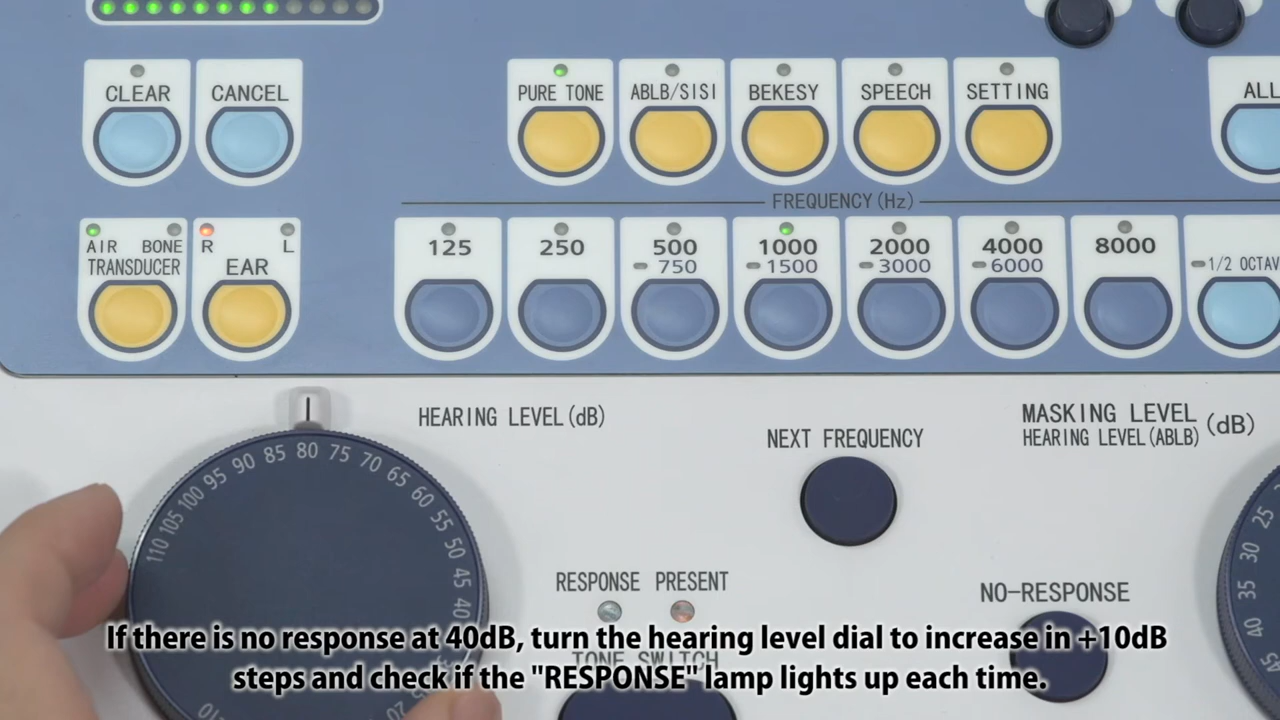 CLEAR
CANCEL
PURE TONE
ABLB/SISI
BEKESY
SPEECH
SETTING
ALL
FREQUENCY(Hz)
AIR BONE
TRANSDUCER
R L
EAR
125
250
500
750
1000
1500
2000
3000
4000
6000
8000
1/2 OCTAV
HEARING LEVEL(dB)
NEXT FREQUENCY
MASKING LEVEL (dB)
HEARING LEVEL(ABLB)
110 105 100 95 90 85 80 75 70 65 60 55 50 45 40
25
30
35
40
RESPONSE PRESENT
NO-RESPONSE
TONE SWITCH
If there is no response at 40dB, turn the hearing level dial to increase in +10dB
steps and check if the "RESPONSE" lamp lights up each time.